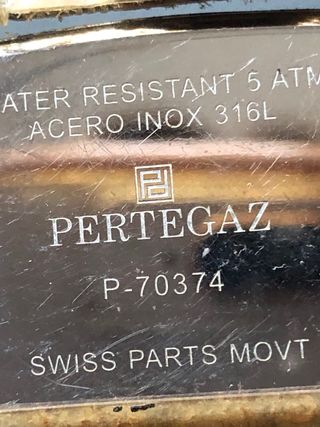 ATER RESISTANT 5 ATM
ACERO INOX 316L
PERTEGAZ
P-70374
SWISS PARTS MOVT